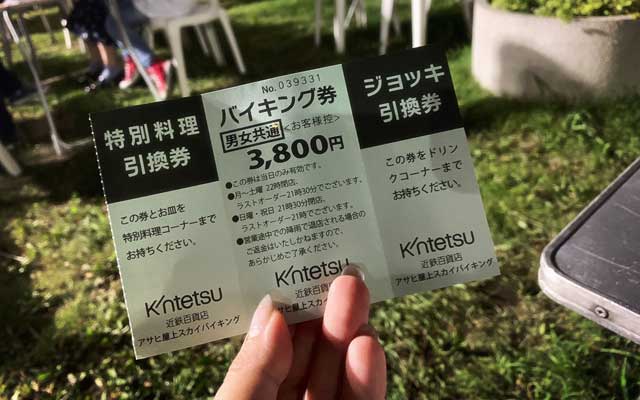 特別料理
引換券
この券とお皿を
特別料理コーナーまで
お持ちください。
Kintetsu
近鉄百貨店
アサヒ屋上スカイバイキング
No. 039331
バイキング券
男女共通 <お客様控>
3,800円
●この券は当日のみ有効です。
●月〜土曜 22時閉店、
ラストオーダー21時30分でございます。
●日曜・祝日 21時30分閉店、
ラストオーダー21時でございます。
●営業途中での降雨で退店される場合の
ご返金はいたしかねますので、
あらかじめご了承ください。
Kintetsu
近鉄百貨店
アサヒ屋上スカイ
ジョッキ
引換券
この券をドリン
クコーナーまで
お持ちください。
Kintetsu
近鉄百貨店
アサヒ屋上スカイバイキング